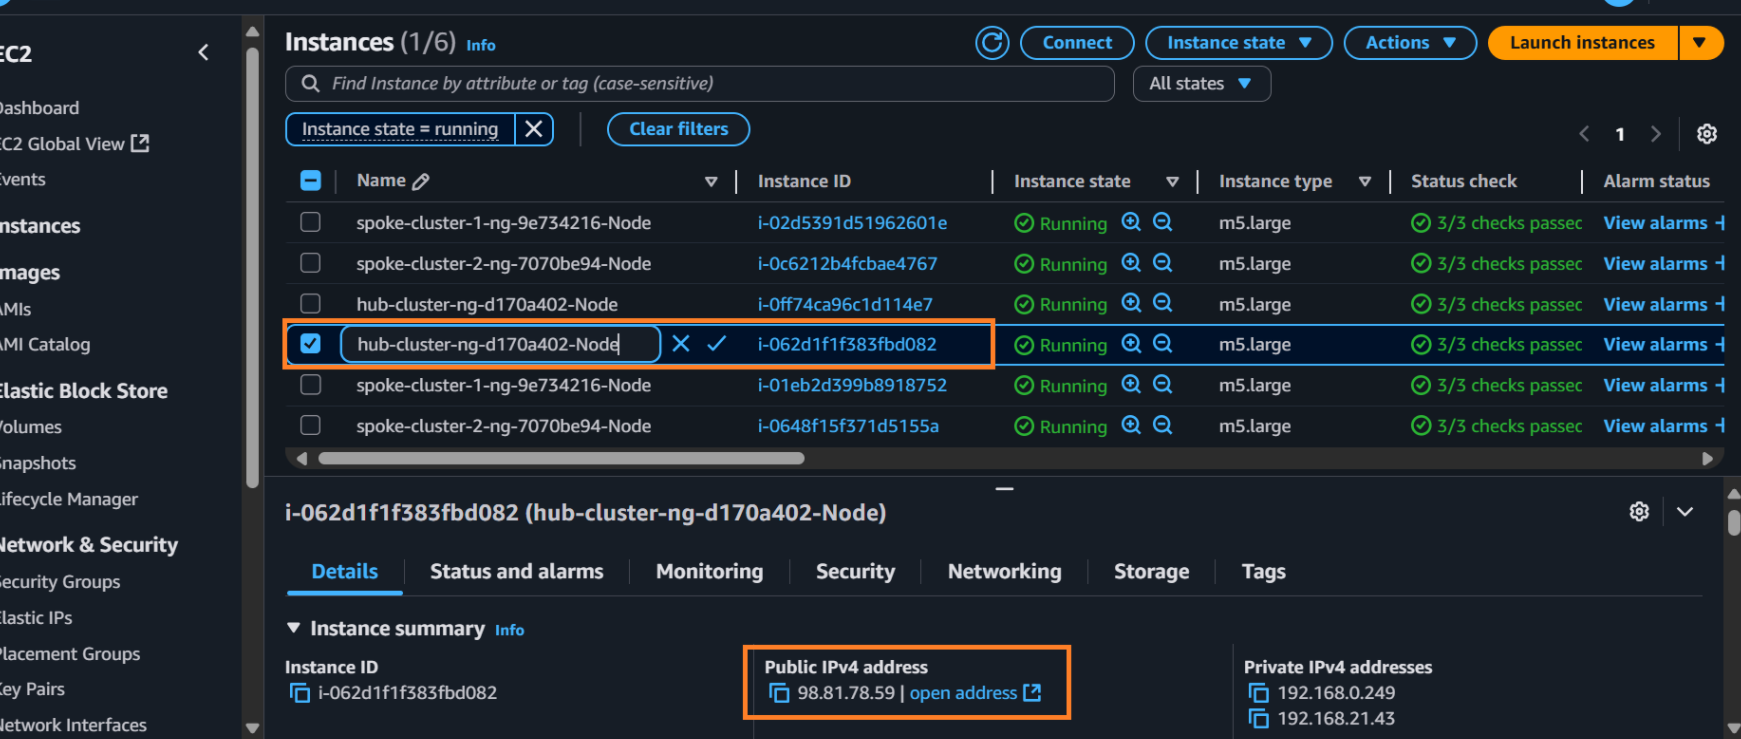 EC2
Dashboard
EC2 Global View
Events
Instances
Images
AMIs
AMI Catalog
Elastic Block Store
Volumes
Snapshots
Lifecycle Manager
Network & Security
Security Groups
Elastic IPs
Placement Groups
Key Pairs
Network Interfaces
Instances (1/6) Info
Connect
Instance state
Actions
Launch instances
Find Instance by attribute or tag (case-sensitive)
All states
Instance state = running
Clear filters
1
Name Instance ID Instance state Instance type Status check Alarm status
spoke-cluster-1-ng-9e734216-Node i-02d5391d51962601e Running m5.large 3/3 checks passec View alarms
spoke-cluster-2-ng-7070be94-Node i-0c6212b4fcbae4767 Running m5.large 3/3 checks passec View alarms
hub-cluster-ng-d170a402-Node i-0ff74ca96c1d114e7 Running m5.large 3/3 checks passec View alarms
hub-cluster-ng-d170a402-Node i-062d1f1f383fbd082 Running m5.large 3/3 checks passec View alarms
spoke-cluster-1-ng-9e734216-Node i-01eb2d399b8918752 Running m5.large 3/3 checks passec View alarms
spoke-cluster-2-ng-7070be94-Node i-0648f15f371d5155a Running m5.large 3/3 checks passec View alarms
i-062d1f1f383fbd082 (hub-cluster-ng-d170a402-Node)
Details Status and alarms Monitoring Security Networking Storage Tags
Instance summary Info
Instance ID
i-062d1f1f383fbd082
Public IPv4 address
98.81.78.59 | open address
Private IPv4 addresses
192.168.0.249
192.168.21.43